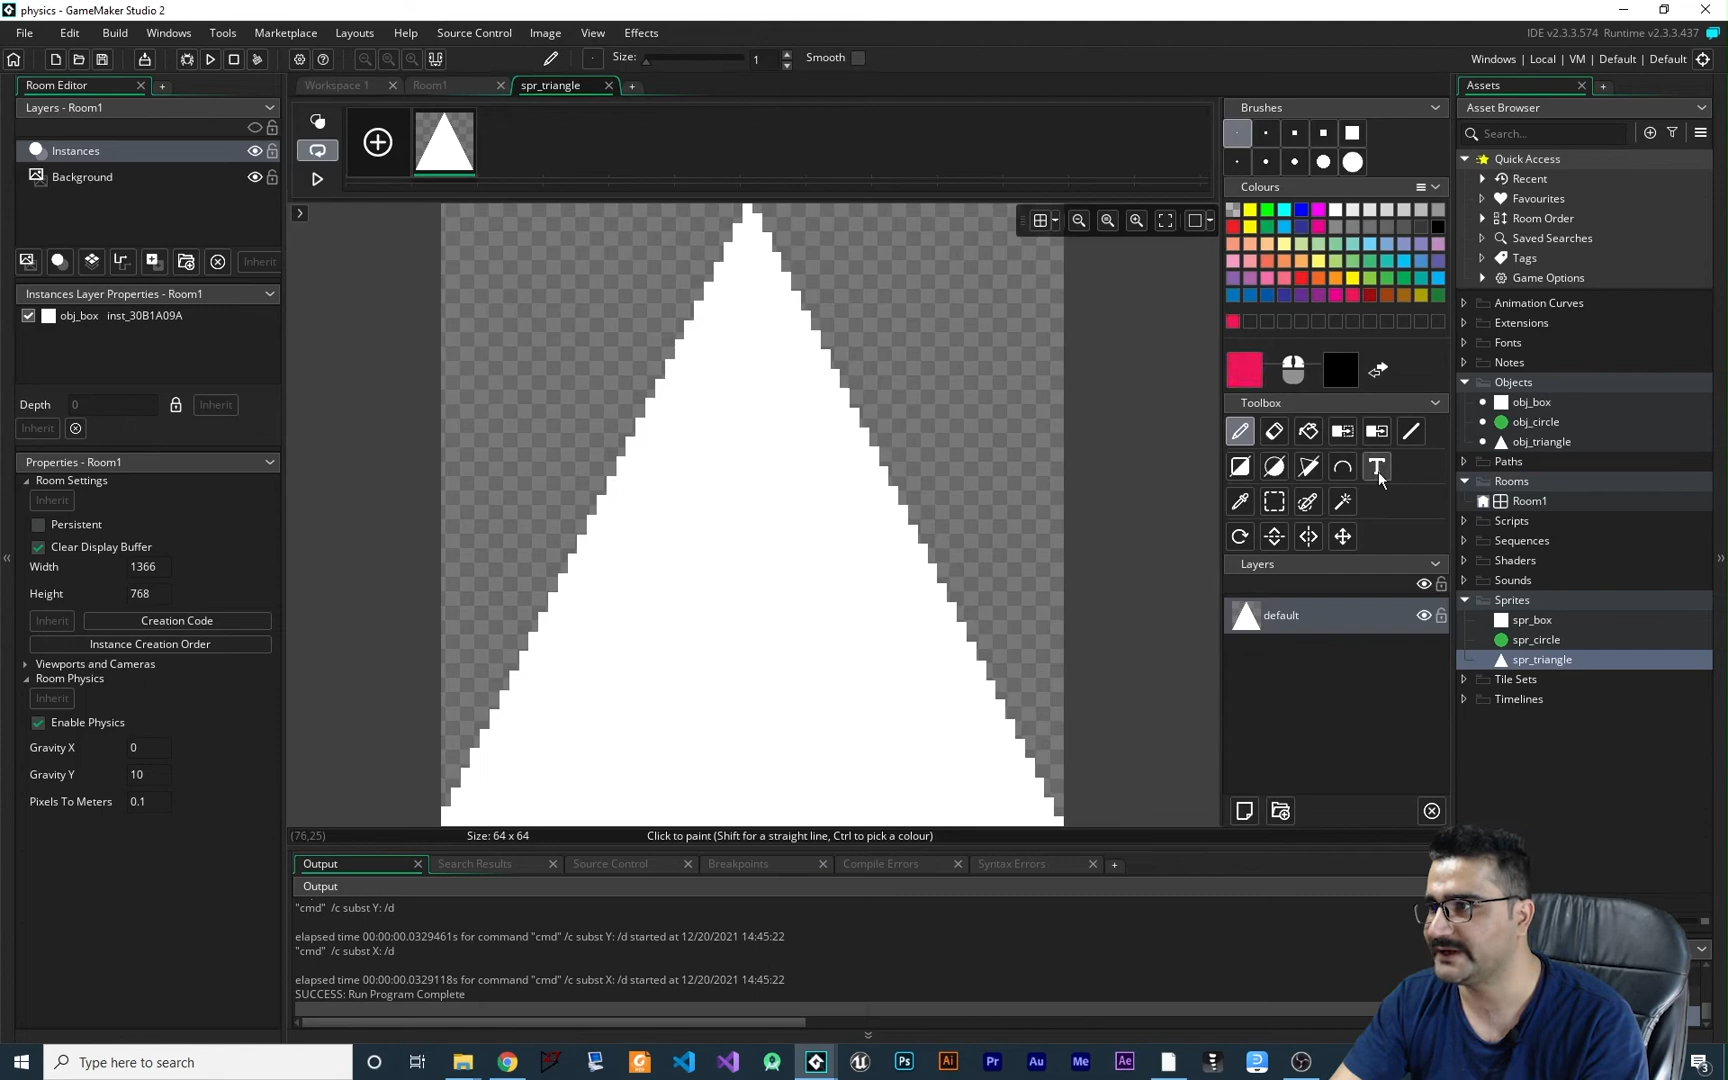 physics - GameMaker Studio 2
File Edit Build Windows Tools Help Marketplace Layouts Source Control Image View Effects
IDE v2.3.3.574 Runtime v2.3.3.437
Size: 1 Smooth
Windows | Local | VM | Default | Default
Room Editor
Layers - Room1
Instances
Background
Inherit
Instances Layer Properties - Room1
obj_box inst_30B1A09A
Depth 0 Inherit
Inherit
Properties - Room1
Room Settings
Inherit
Persistent
Clear Display Buffer
Width 1366
Height 768
Inherit Creation Code
Instance Creation Order
Viewports and Cameras
Room Physics
Inherit
Enable Physics
Gravity X 0
Gravity Y 10
Pixels To Meters 0.1
Workspace 1 Room1 spr_triangle
(76,25) Size: 64 x 64 Click to paint (Shift for a straight line, Ctrl to pick a colour)
Brushes
Colours
Toolbox
T
Layers
default
Assets
Asset Browser
Search...
Quick Access
Recent
Favourites
Room Order
Saved Searches
Tags
Game Options
Animation Curves
Extensions
Fonts
Notes
Objects
obj_box
obj_circle
obj_triangle
Paths
Rooms
Room1
Scripts
Sequences
Shaders
Sounds
Sprites
spr_box
spr_circle
spr_triangle
Tile Sets
Timelines
Output Search Results Source Control Breakpoints Compile Errors Syntax Errors
Output
"cmd" /c subst Y: /d
elapsed time 00:00:00.0329461s for command "cmd" /c subst Y: /d started at 12/20/2021 14:45:22
"cmd" /c subst X: /d
elapsed time 00:00:00.0329118s for command "cmd" /c subst X: /d started at 12/20/2021 14:45:22
SUCCESS: Run Program Complete
Type here to search
Ps Ai Pr Au Me Ae
3